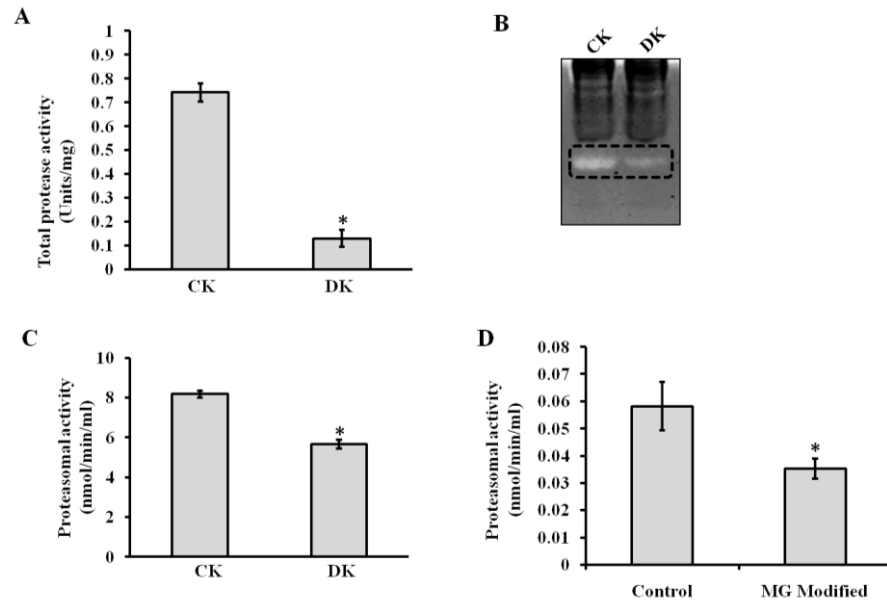 A
Total protease activity
(Units/mg)
1
0.9
0.8
0.7
0.6
0.5
0.4
0.3
0.2
0.1
0
*
CK
DK
B
CK
DK
C
Proteasomal activity
(nmol/min/ml)
10
8
6
4
2
0
*
CK
DK
D
Proteasomal activity
(nmol/min/ml)
0.08
0.07
0.06
0.05
0.04
0.03
0.02
0.01
0
*
Control
MG Modified